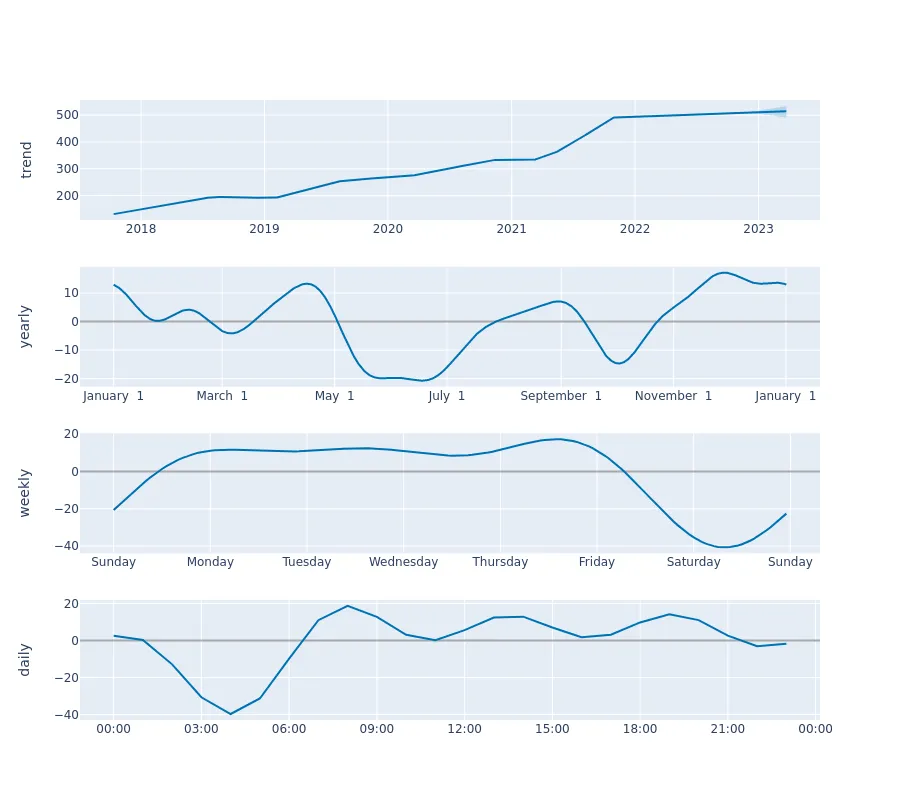 trend
500
400
300
200
2018 2019 2020 2021 2022 2023
yearly
10
0
−10
−20
January 1 March 1 May 1 July 1 September 1 November 1 January 1
weekly
20
0
−20
−40
Sunday Monday Tuesday Wednesday Thursday Friday Saturday Sunday
daily
20
0
−20
−40
00:00 03:00 06:00 09:00 12:00 15:00 18:00 21:00 00:00